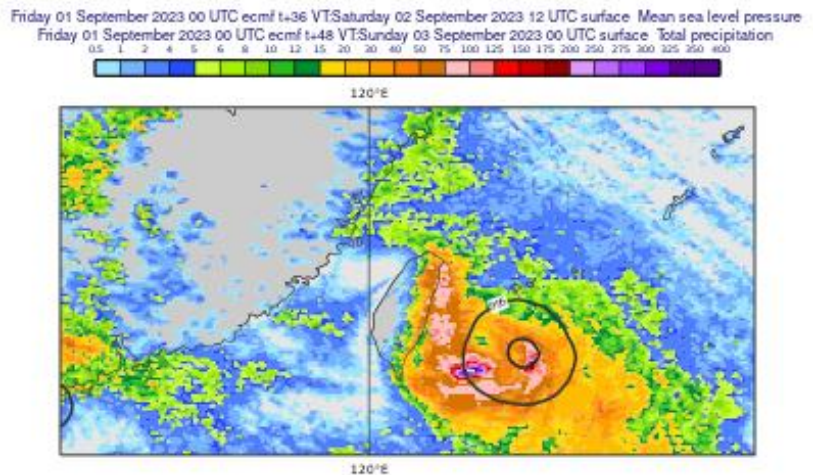 Friday 01 September 2023 00 UTC ecmf t+36 VT:Saturday 02 September 2023 12 UTC surface Mean sea level pressure
Friday 01 September 2023 00 UTC ecmf t+48 VT:Sunday 03 September 2023 00 UTC surface Total precipitation
0.5 1 2 4 5 6 8 10 12 15 20 30 40 50 75 100 125 150 175 200 250 275 300 325 350 400
120°E
120°E